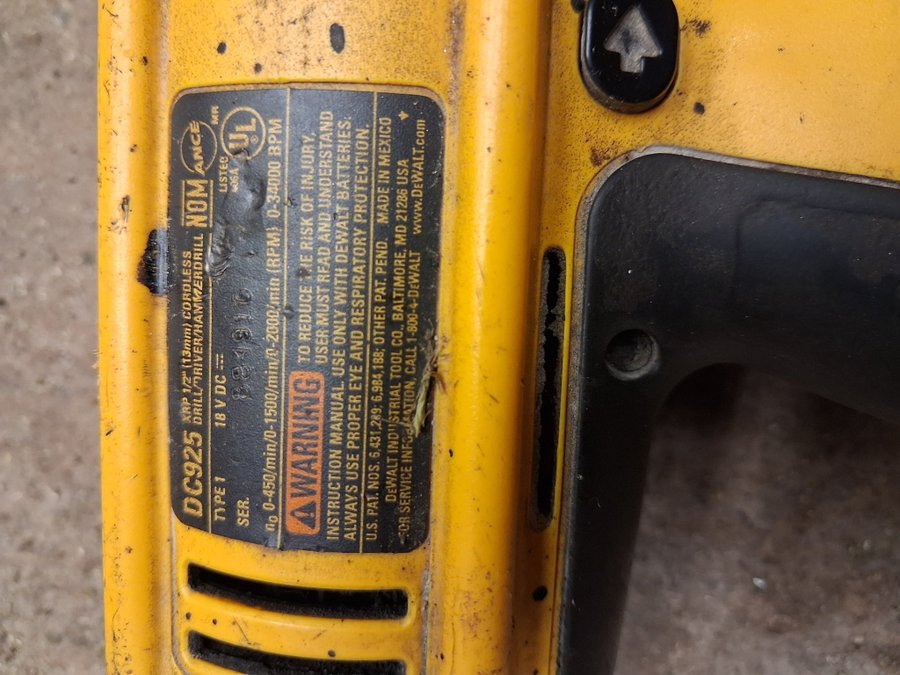 DC925 XRP 1/2" (13mm) CORDLESS
DRILL/DRIVER/HAMMERDRILL
NOM
ANCE
MR
TYPE 1 18 V DC
LISTED
UL
SER.
n0 0-450/min/0-1500/min/0-2000/min (RPM) 0-34000 BPM
WARNING TO REDUCE THE RISK OF INJURY,
USER MUST READ AND UNDERSTAND
INSTRUCTION MANUAL. USE ONLY WITH DEWALT BATTERIES.
ALWAYS USE PROPER EYE AND RESPIRATORY PROTECTION.
U.S. PAT. NOS. 6,431,289; 6,984,188; OTHER PAT. PEND. MADE IN MEXICO
DEWALT INDUSTRIAL TOOL CO., BALTIMORE, MD 21286 USA
FOR SERVICE INFORMATION, CALL 1-800-4-DEWALT www.DEWALT.com